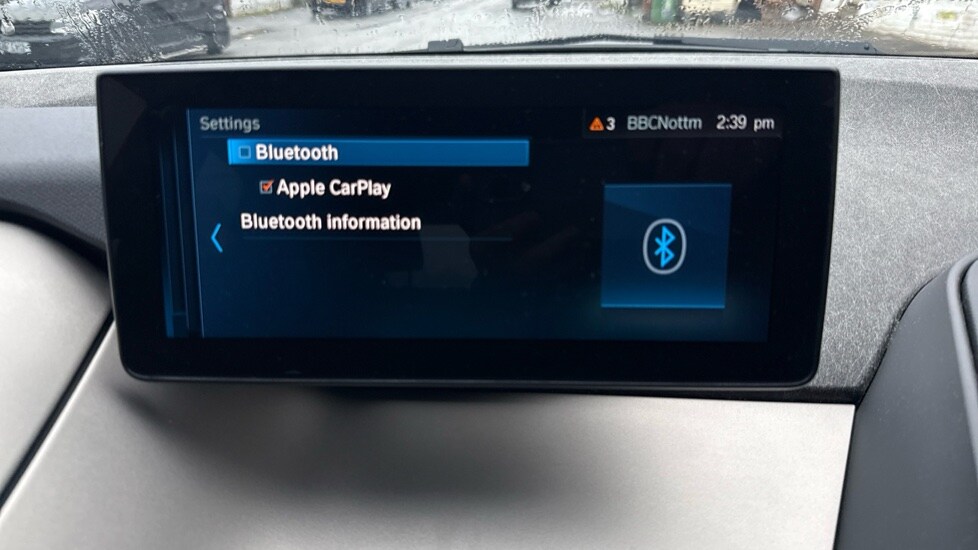 Settings
3 BBCNottm 2:39 pm
Bluetooth
Apple CarPlay
Bluetooth information